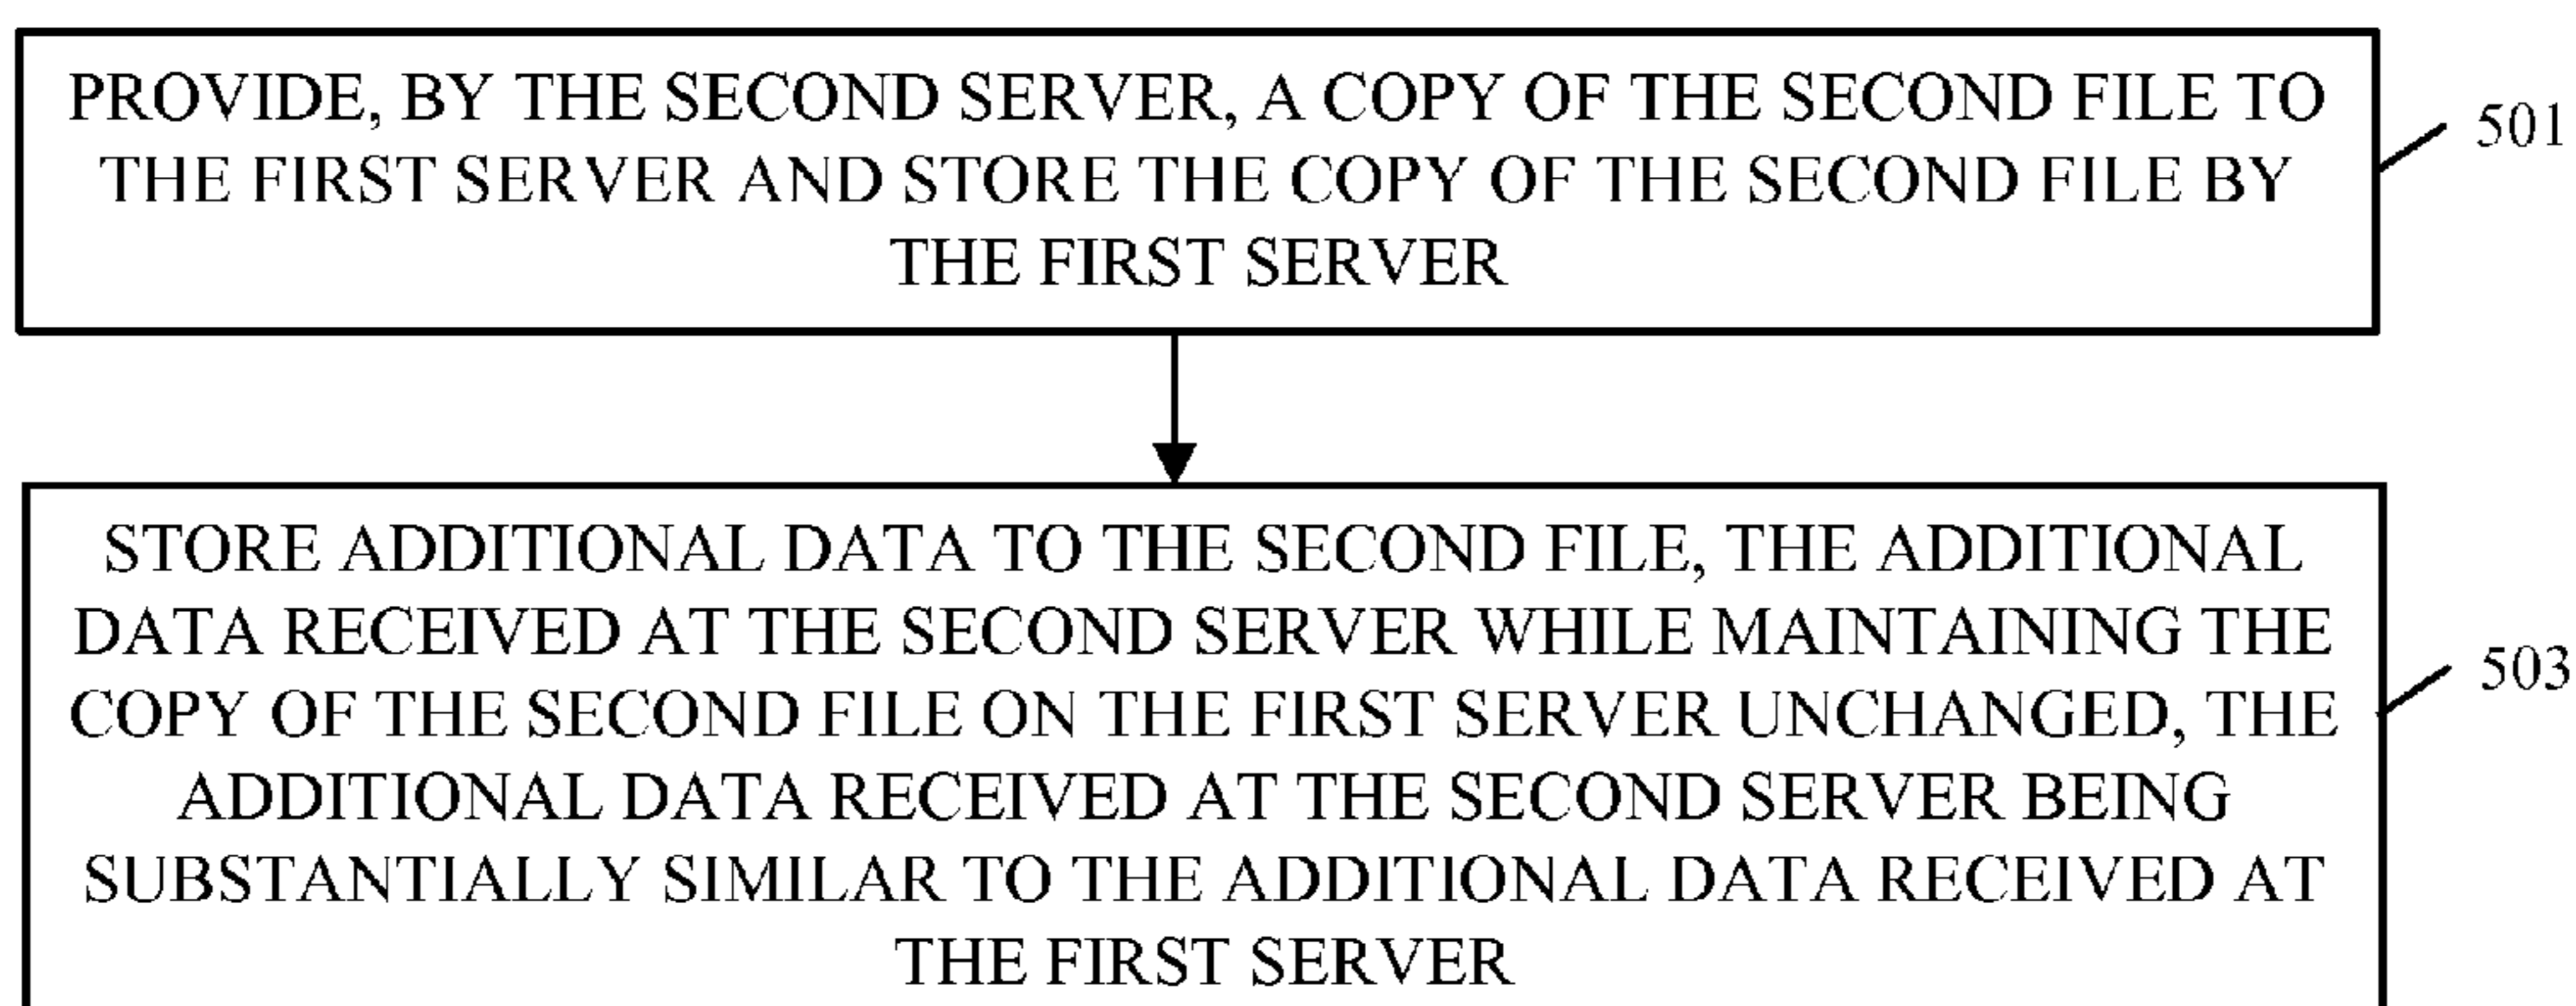 PROVIDE, BY THE SECOND SERVER, A COPY OF THE SECOND FILE TO
THE FIRST SERVER AND STORE THE COPY OF THE SECOND FILE BY
THE FIRST SERVER
501
STORE ADDITIONAL DATA TO THE SECOND FILE, THE ADDITIONAL
DATA RECEIVED AT THE SECOND SERVER WHILE MAINTAINING THE
COPY OF THE SECOND FILE ON THE FIRST SERVER UNCHANGED, THE
ADDITIONAL DATA RECEIVED AT THE SECOND SERVER BEING
SUBSTANTIALLY SIMILAR TO THE ADDITIONAL DATA RECEIVED AT
THE FIRST SERVER
503